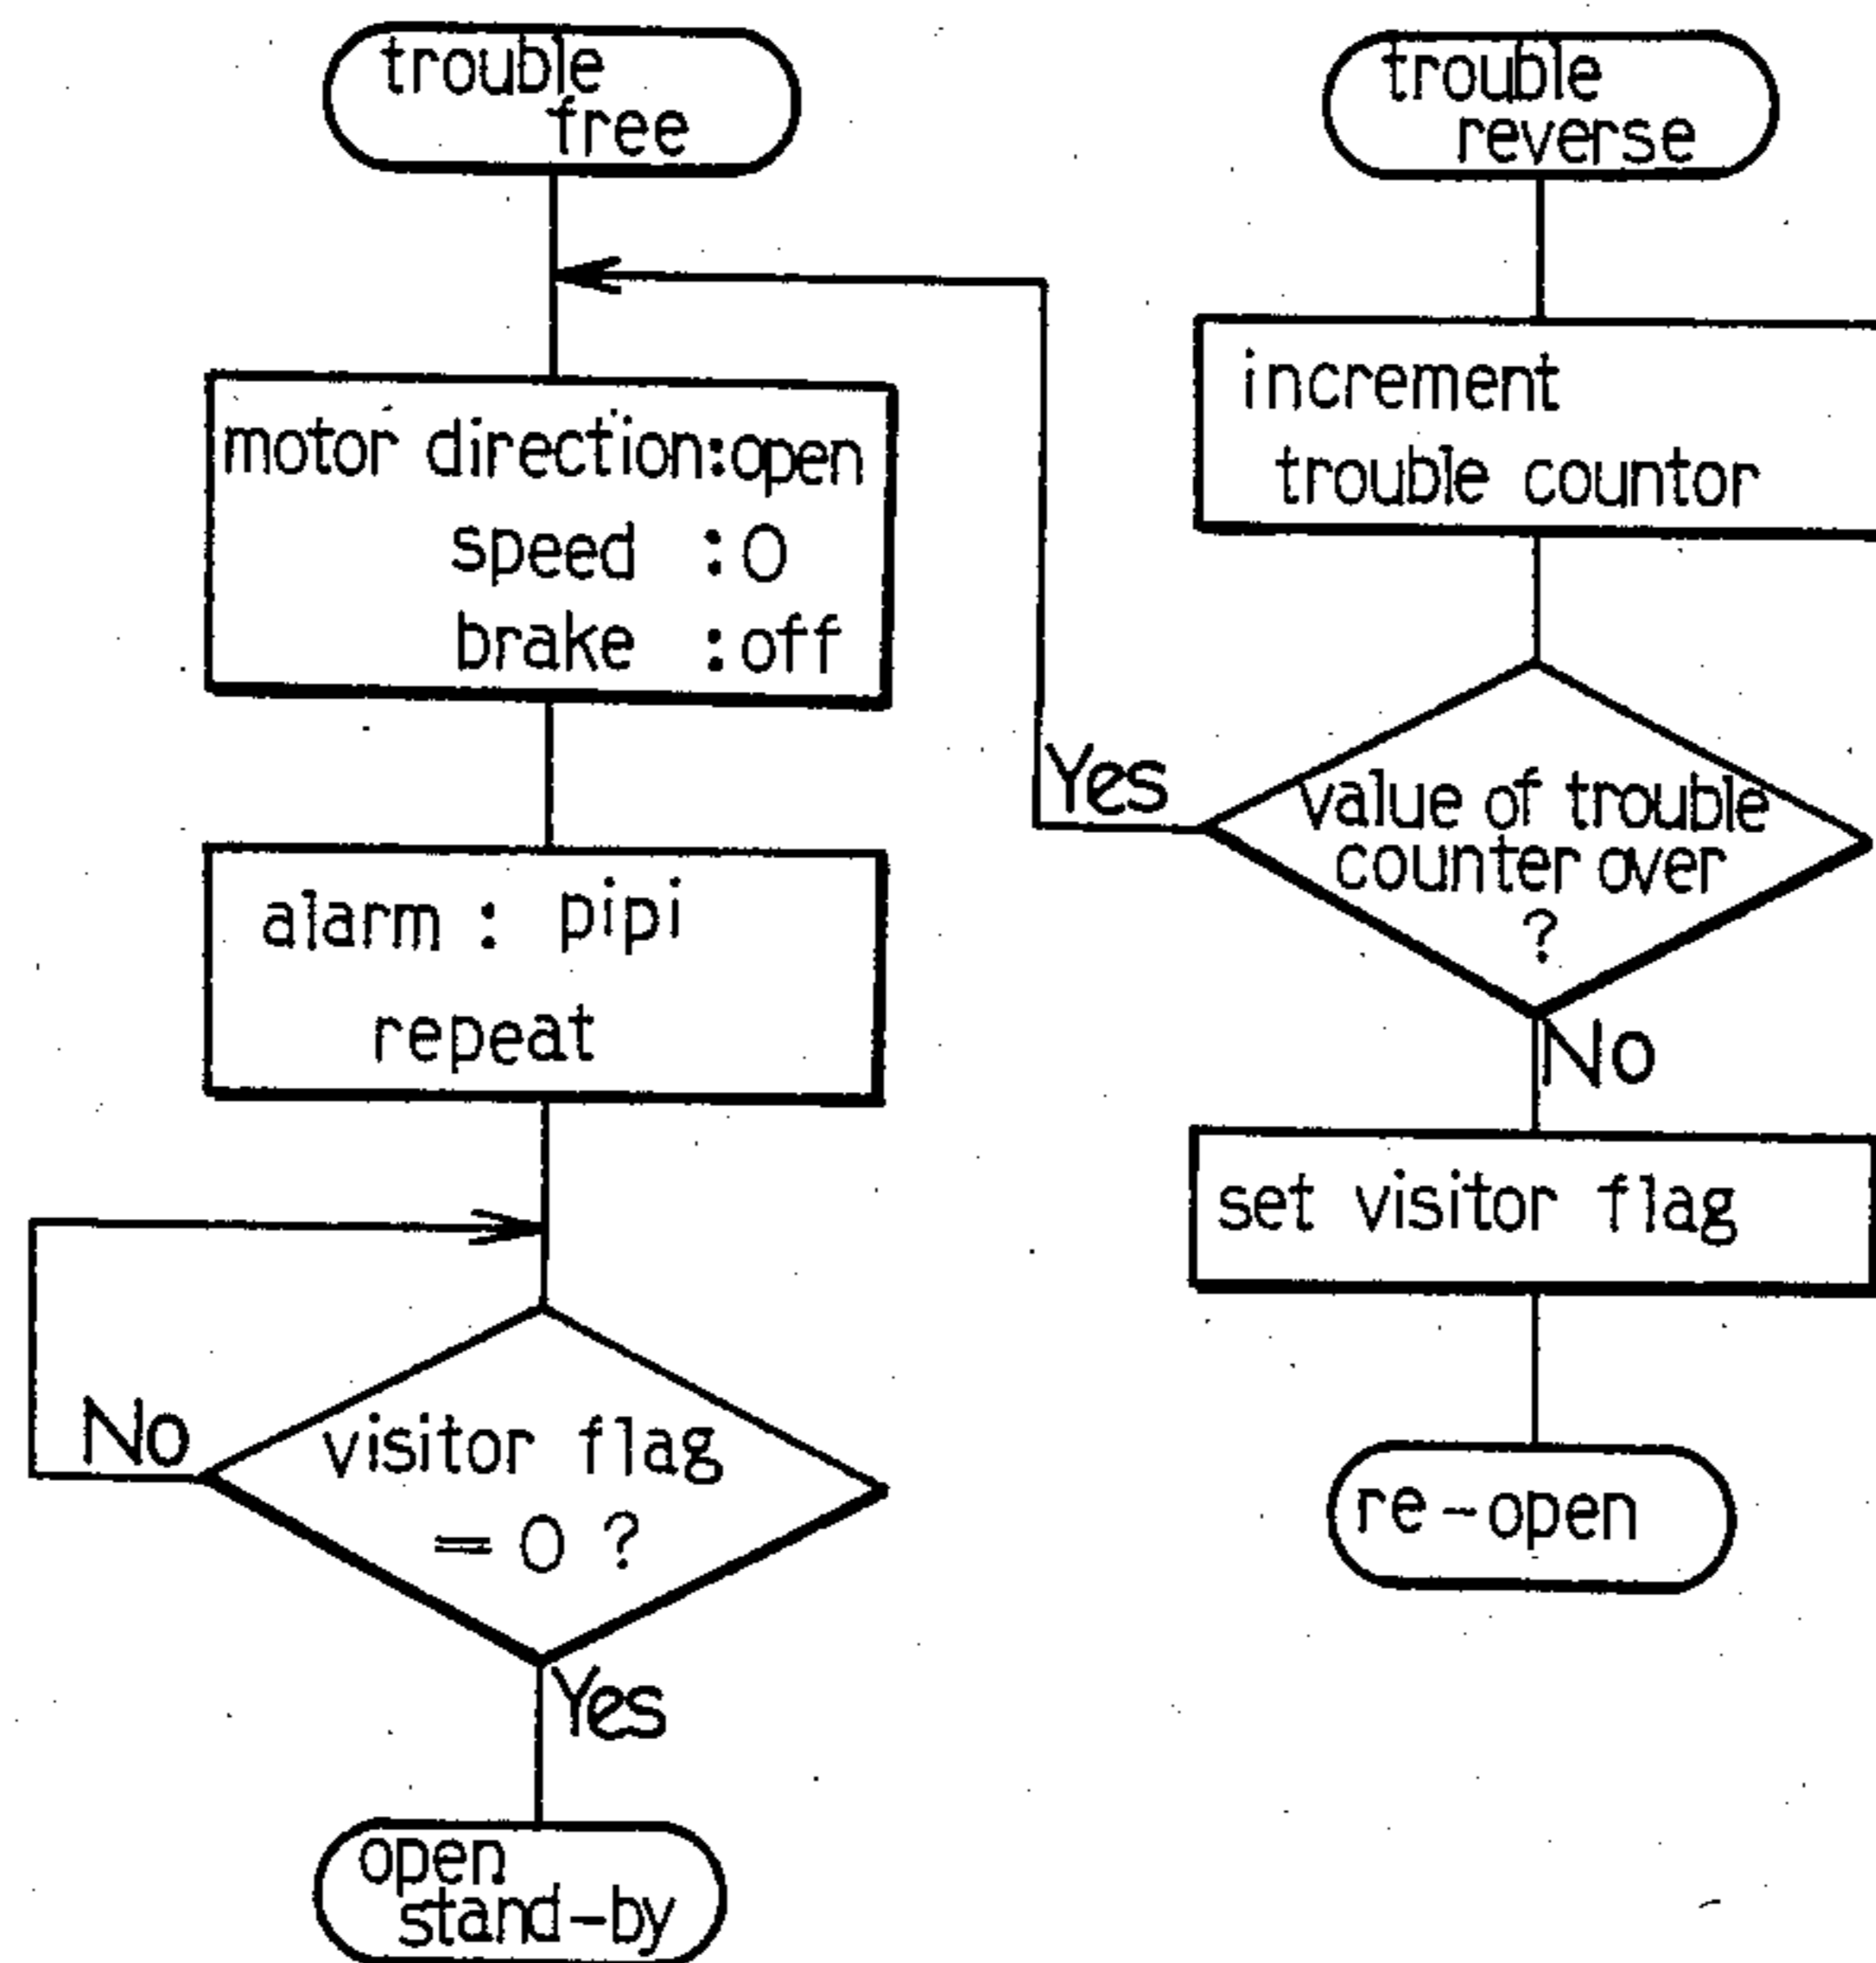 trouble
free
motor direction:open
speed :0
brake :off
alarm : pipi
repeat
No
visitor flag
= 0 ?
Yes
open
stand-by
trouble
reverse
increment
trouble countor
Yes
value of trouble
counter over
?
No
set visitor flag
re-open